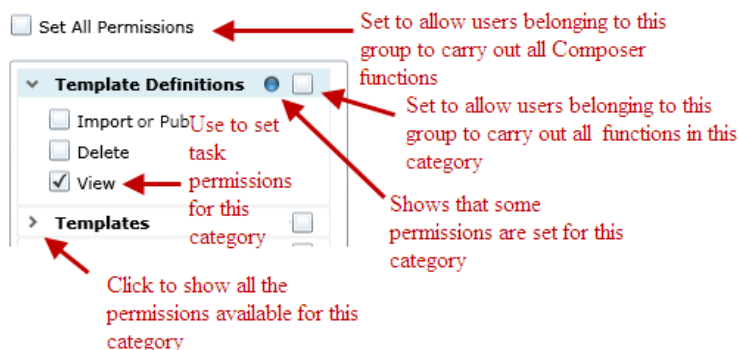 Set All Permissions
Set to allow users belonging to this
group to carry out all Composer
functions
Template Definitions
Set to allow users belonging to this
group to carry out all functions in this
category
Import or Pub
Delete
View
Use to set
task
permissions
for this
category
Shows that some
permissions are set for this
category
Templates
Click to show all the
permissions available for this
category